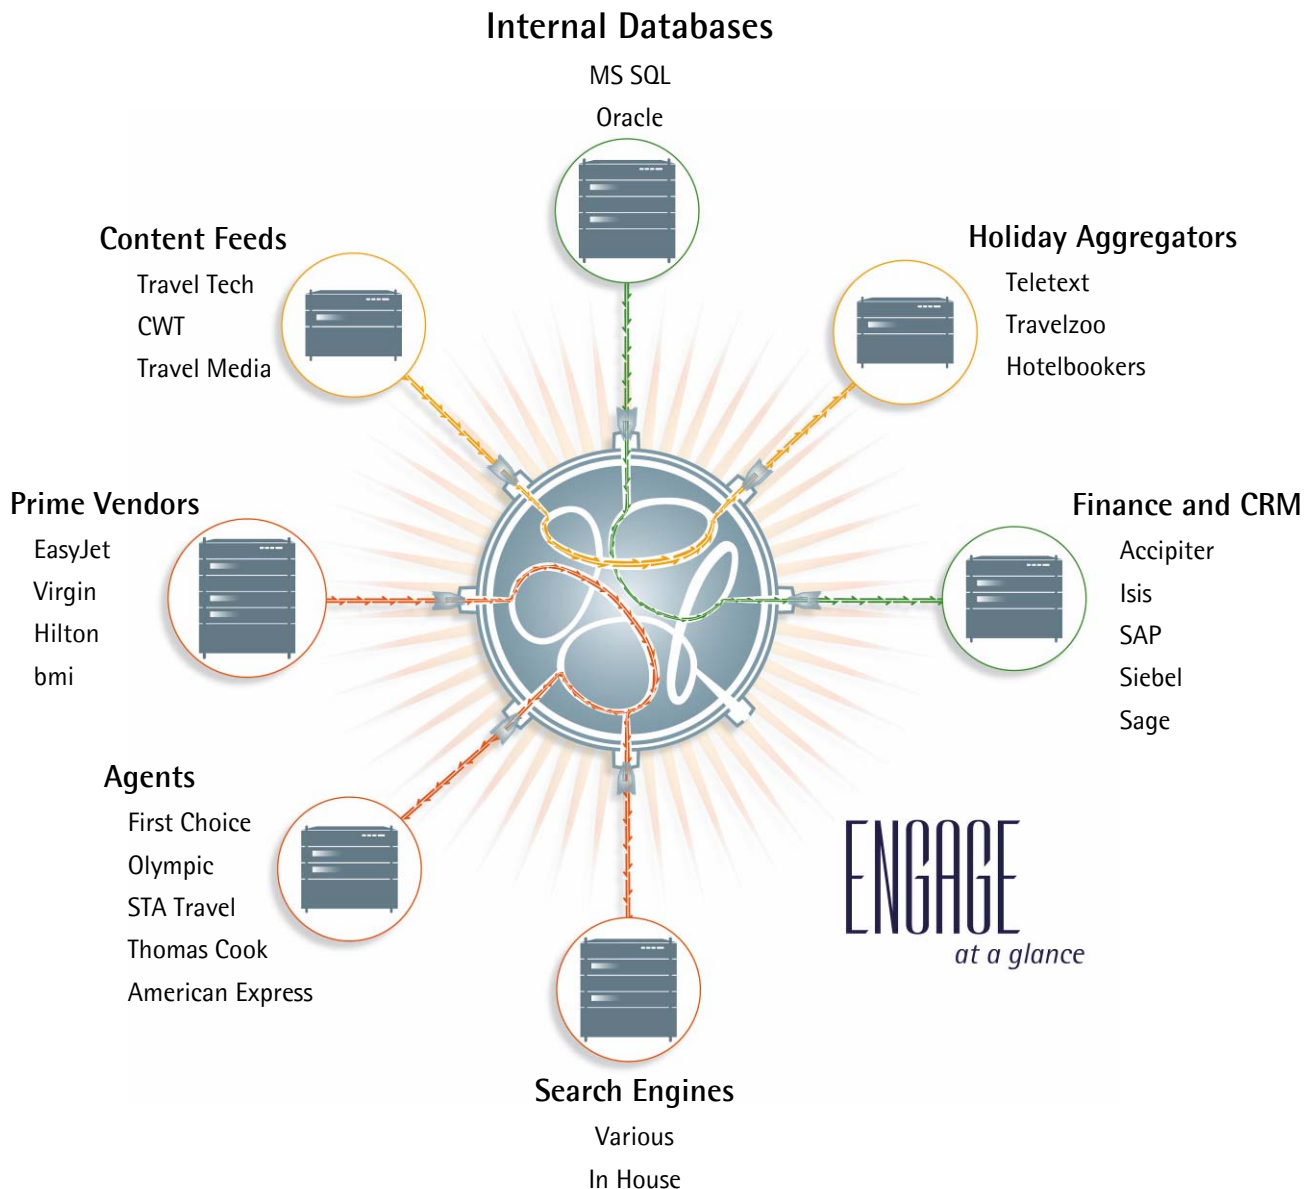 Internal Databases
MS SQL
Oracle
Content Feeds
Travel Tech
CWT
Travel Media
Holiday Aggregators
Teletext
Travelzoo
Hotelbookers
Prime Vendors
EasyJet
Virgin
Hilton
bmi
Finance and CRM
Accipiter
Isis
SAP
Siebel
Sage
Agents
First Choice
Olympic
STA Travel
Thomas Cook
American Express
ENGAGE
at a glance
Search Engines
Various
In House